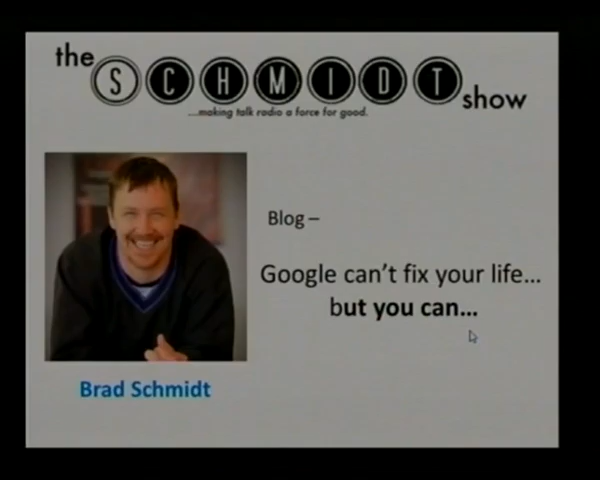 the SCHMIDT show
...making talk radio a force for good.
Blog –
Google can't fix your life...
but you can...
Brad Schmidt